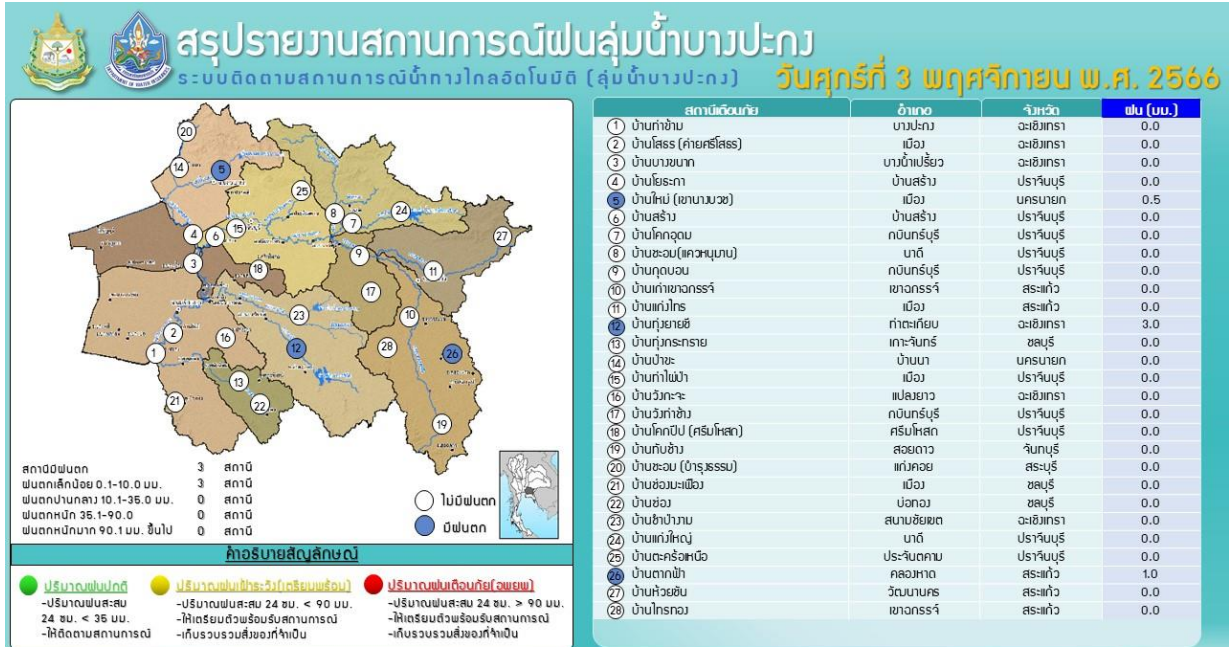 สรุปรายงานสถานการณ์ฝนลุ่มน้ำบางปะกง
ระบบติดตามสถานการณ์น้ำทางไกลอัตโนมัติ (ลุ่มน้ำบางปะกง)
วันศุกร์ที่ 3 พฤศจิกายน พ.ศ. 2566
สถานีมีฝนตก 3 สถานี
ฝนตกเล็กน้อย 0.1-10.0 มม. 3 สถานี
ฝนตกปานกลาง 10.1-35.0 มม. 0 สถานี
ฝนตกหนัก 35.1-90.0 0 สถานี
ฝนตกหนักมาก 90.1 มม. ขึ้นไป 0 สถานี
ไม่มีฝนตก
มีฝนตก
คำอธิบายสัญลักษณ์
ปริมาณฝนปกติ
-ปริมาณฝนสะสม
24 ชม. < 35 มม.
-ให้ติดตามสถานการณ์
ปริมาณฝนเฝ้าระวัง(เตรียมพร้อม)
-ปริมาณฝนสะสม 24 ชม. < 90 มม.
-ให้เตรียมตัวพร้อมรับสถานการณ์
-เก็บรวบรวมสิ่งของที่จำเป็น
ปริมาณฝนเตือนภัย(อพยพ)
-ปริมาณฝนสะสม 24 ชม. > 90 มม.
-ให้เตรียมตัวพร้อมรับสถานการณ์
-เก็บรวบรวมสิ่งของที่จำเป็น
สถานีเตือนภัย อำเภอ จังหวัด ฝน (มม.)
1 บ้านท่าข้าม บางปะกง ฉะเชิงเทรา 0.0
2 บ้านโสธร (ค่ายศรีโสธร) เมือง ฉะเชิงเทรา 0.0
3 บ้านบางขนาก บางน้ำเปรี้ยว ฉะเชิงเทรา 0.0
4 บ้านโยธะกา บ้านสร้าง ปราจีนบุรี 0.0
5 บ้านใหม่ (เขานางบวช) เมือง นครนายก 0.5
6 บ้านสร้าง บ้านสร้าง ปราจีนบุรี 0.0
7 บ้านโคกอุดม กบินทร์บุรี ปราจีนบุรี 0.0
8 บ้านชะอม(แควหนุมาน) นาดี ปราจีนบุรี 0.0
9 บ้านกุดบอน กบินทร์บุรี ปราจีนบุรี 0.0
10 บ้านเก่าเขาฉกรรจ์ เขาฉกรรจ์ สระแก้ว 0.0
11 บ้านแก่งไทร เมือง สระแก้ว 0.0
12 บ้านทุ่งยายชี ท่าตะเกียบ ฉะเชิงเทรา 3.0
13 บ้านทุ่งกระทราย เกาะจันทร์ ชลบุรี 0.0
14 บ้านป่าขะ บ้านนา นครนายก 0.0
15 บ้านท่าไผ่ป่า เมือง ปราจีนบุรี 0.0
16 บ้านวังกะจะ แปลงยาว ฉะเชิงเทรา 0.0
17 บ้านวังท่าช้าง กบินทร์บุรี ปราจีนบุรี 0.0
18 บ้านโคกปีป (ศรีมโหสถ) ศรีมโหสถ ปราจีนบุรี 0.0
19 บ้านทับช้าง สอยดาว จันทบุรี 0.0
20 บ้านชะอม (บำรุงธรรม) แก่งคอย สระบุรี 0.0
21 บ้านช่องมะเฟือง เมือง ชลบุรี 0.0
22 บ้านช่อง บ่อทอง ชลบุรี 0.0
23 บ้านชำป่างาม สนามชัยเขต ฉะเชิงเทรา 0.0
24 บ้านแก่งใหญ่ นาดี ปราจีนบุรี 0.0
25 บ้านตะคร้อเหนือ ประจันตคาม ปราจีนบุรี 0.0
26 บ้านตากฟ้า คลองหาด สระแก้ว 1.0
27 บ้านห้วยชัน วัฒนานคร สระแก้ว 0.0
28 บ้านไทรทอง เขาฉกรรจ์ สระแก้ว 0.0